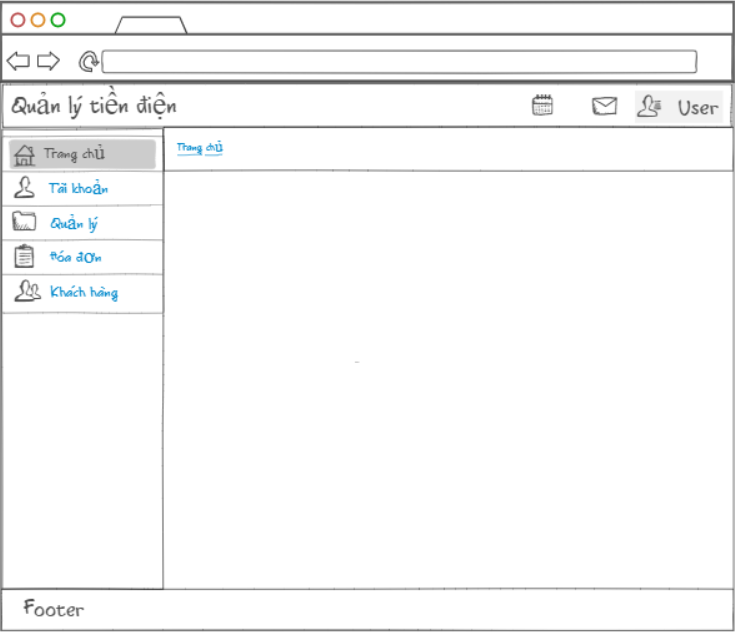 Quản lý tiền điện
User
Trang chủ
Trang chủ
Tài khoản
Quản lý
Hóa đơn
Khách hàng
Footer